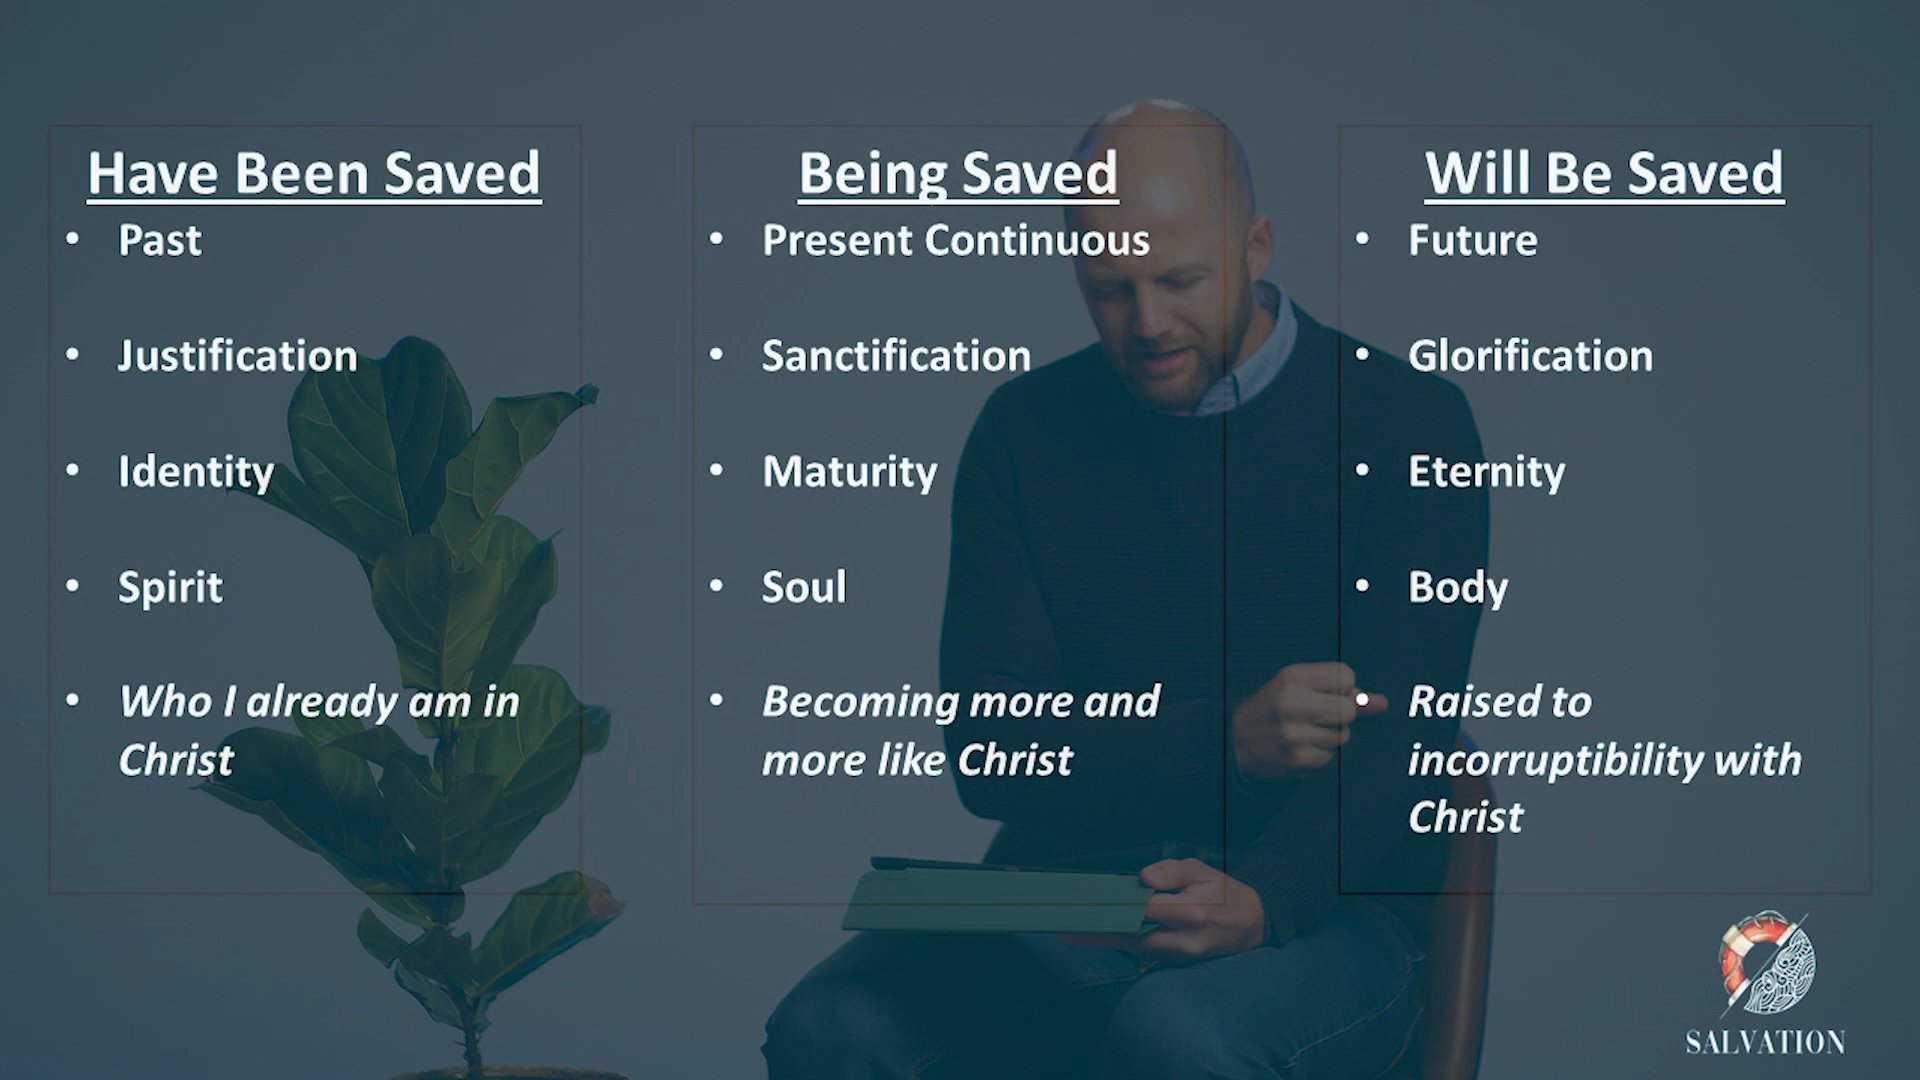 Have Been Saved
• Past
• Justification
• Identity
• Spirit
• Who I already am in
Christ
Being Saved
• Present Continuous
• Sanctification
• Maturity
• Soul
• Becoming more and
more like Christ
Will Be Saved
• Future
• Glorification
• Eternity
• Body
• Raised to
incorruptibility with
Christ
SALVATION